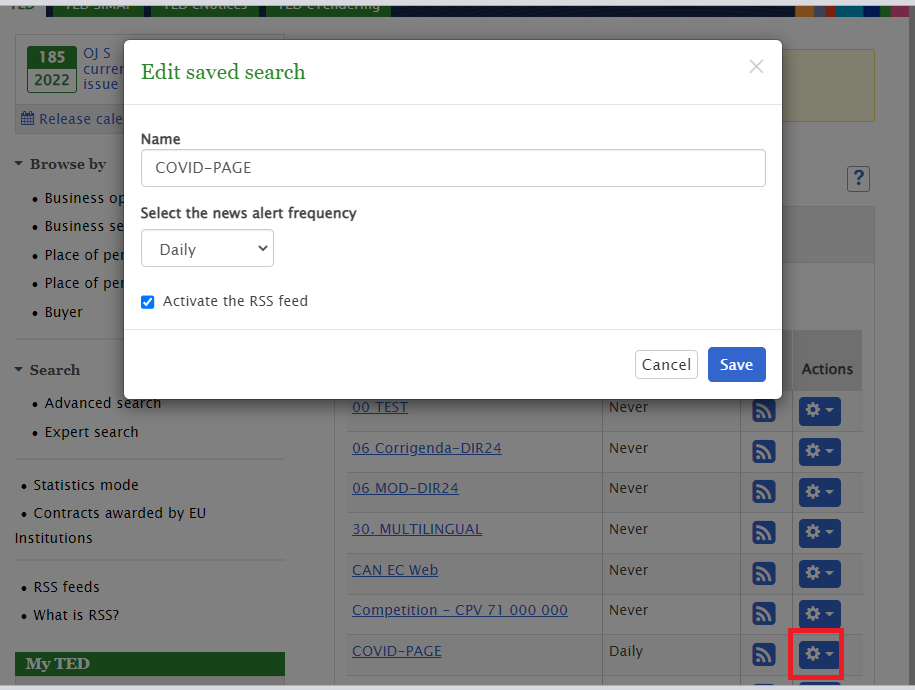 TED
TED SIMAP
TED eNotices
TED eTendering
185
2022
OJ S
current
issue
Release cale
Browse by
Business op
Business se
Place of per
Place of per
Buyer
Search
Advanced search
Expert search
Statistics mode
Contracts awarded by EU
Institutions
RSS feeds
What is RSS?
My TED
Edit saved search
×
Name
COVID-PAGE
Select the news alert frequency
Daily
Activate the RSS feed
Cancel
Save
?
Actions
00 TEST Never
06 Corrigenda-DIR24 Never
06 MOD-DIR24 Never
30. MULTILINGUAL Never
CAN EC Web Never
Competition - CPV 71 000 000 Never
COVID-PAGE Daily